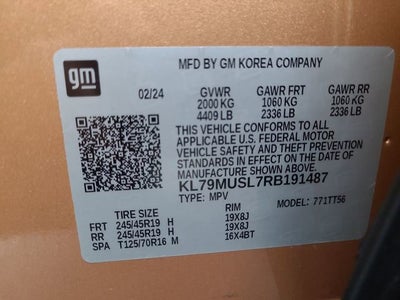 gm
MFD BY GM KOREA COMPANY
02/24 GVWR GAWR FRT GAWR RR
2000 KG 1060 KG 1060 KG
4409 LB 2336 LB 2336 LB
THIS VEHICLE CONFORMS TO ALL
APPLICABLE U.S. FEDERAL MOTOR
VEHICLE SAFETY AND THEFT PREVENTION
STANDARDS IN EFFECT ON THE DATE OF
MANUFACTURE SHOWN ABOVE.
KL79MUSL7RB191487
TYPE: MPV MODEL: 771TT56
TIRE SIZE RIM
FRT 245/45R19 H 19X8J
RR 245/45R19 H 19X8J
SPA T125/70R16 M 16X4BT